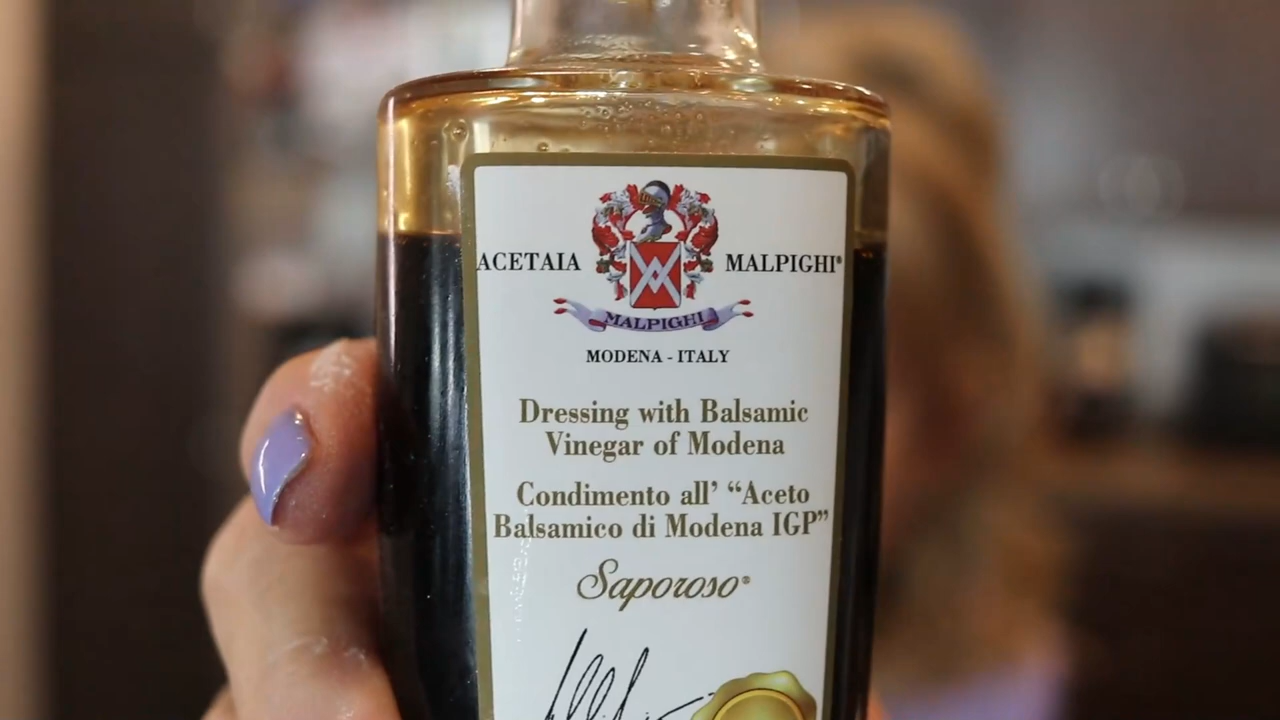 ACETAIA MALPIGHI®
MALPIGHI
MODENA - ITALY
Dressing with Balsamic
Vinegar of Modena
Condimento all' “Aceto
Balsamico di Modena IGP”
Saporoso®